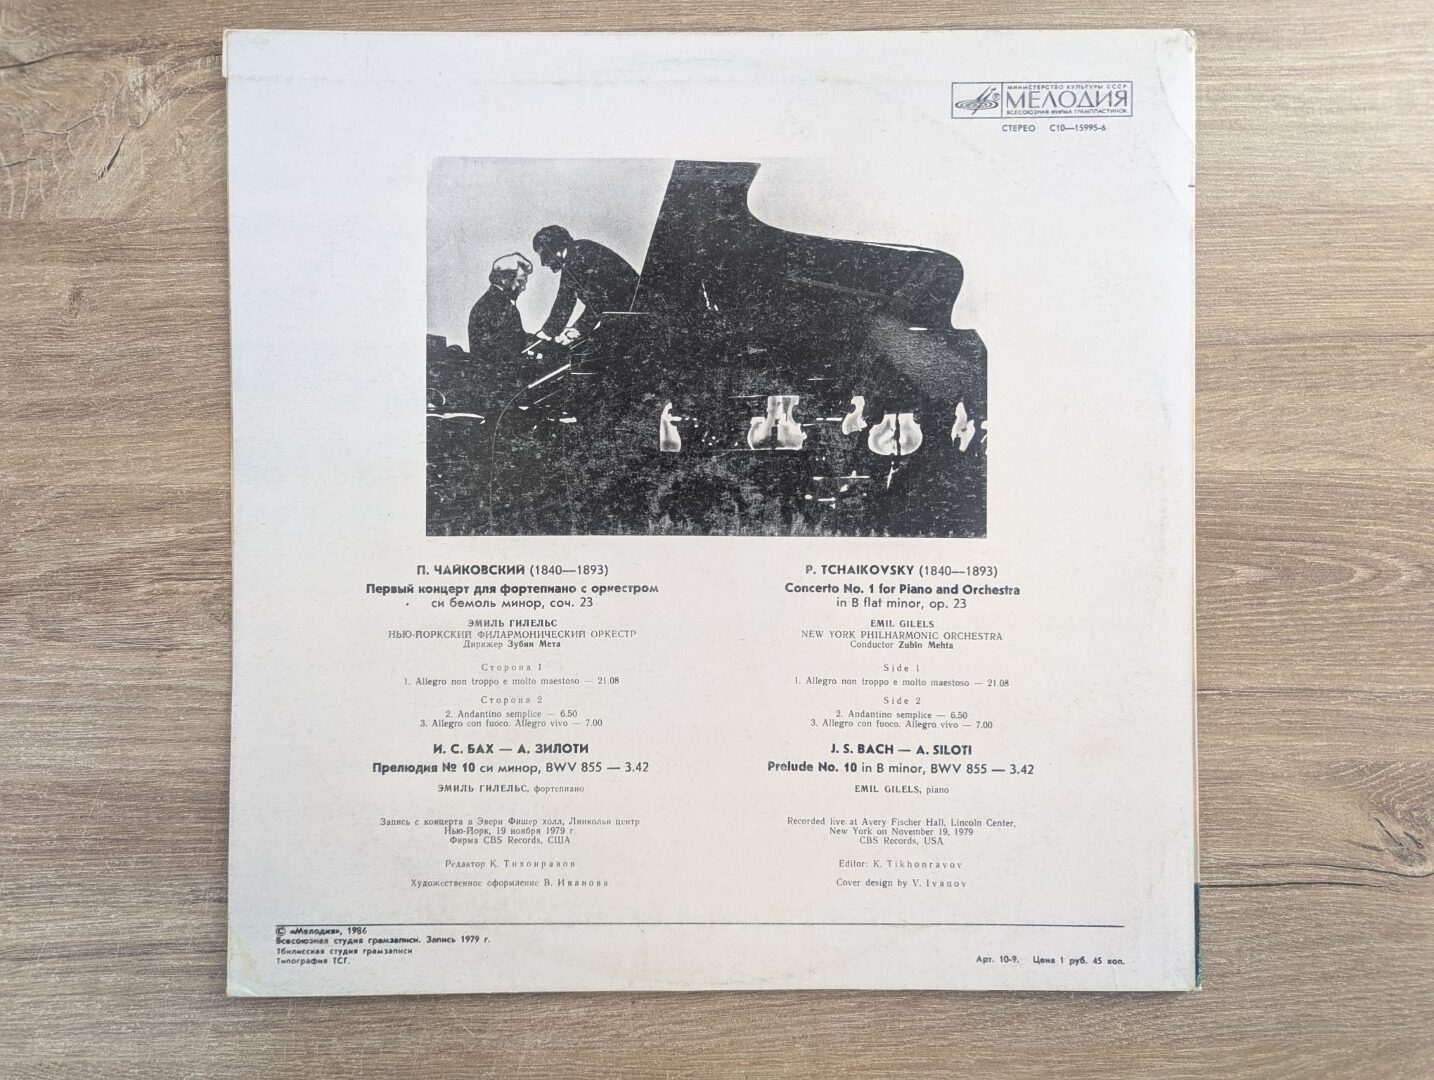 МИНИСТЕРСТВО КУЛЬТУРЫ СССР
МЕЛОДИЯ
ВСЕСОЮЗНАЯ ФИРМА ГРАМПЛАСТИНОК
СТЕРЕО С10—15995-6
П. ЧАЙКОВСКИЙ (1840—1893)
Первый концерт для фортепиано с оркестром
си бемоль минор, соч. 23
ЭМИЛЬ ГИЛЕЛЬС
НЬЮ-ЙОРКСКИЙ ФИЛАРМОНИЧЕСКИЙ ОРКЕСТР
Дирижер Зубин Мета
Сторона 1
1. Allegro non troppo e molto maestoso — 21.08
Сторона 2
2. Andantino semplice — 6.50
3. Allegro con fuoco. Allegro vivo — 7.00
И. С. БАХ — А. ЗИЛОТИ
Прелюдия № 10 си минор, BWV 855 — 3.42
ЭМИЛЬ ГИЛЕЛЬС, фортепиано
Запись с концерта в Эвери Фишер холл, Линкольн центр
Нью-Йорк, 19 ноября 1979 г.
Фирма CBS Records, США
Редактор К. Тихонравов
Художественное оформление В. Иванова
P. TCHAIKOVSKY (1840—1893)
Concerto No. 1 for Piano and Orchestra
in B flat minor, op. 23
EMIL GILELS
NEW YORK PHILHARMONIC ORCHESTRA
Conductor Zubin Mehta
Side 1
1. Allegro non troppo e molto maestoso — 21.08
Side 2
2. Andantino semplice — 6.50
3. Allegro con fuoco. Allegro vivo — 7.00
J. S. BACH — A. SILOTI
Prelude No. 10 in B minor, BWV 855 — 3.42
EMIL GILELS, piano
Recorded live at Avery Fischer Hall, Lincoln Center,
New York on November 19, 1979
CBS Records, USA
Editor: K. Tikhonravov
Cover design by V. Ivanov
© «Мелодия», 1986
Всесоюзная студия грамзаписи. Запись 1979 г.
Тбилисская студия грамзаписи
Типография ТСГ.
Арт. 10-9. Цена 1 руб. 45 коп.